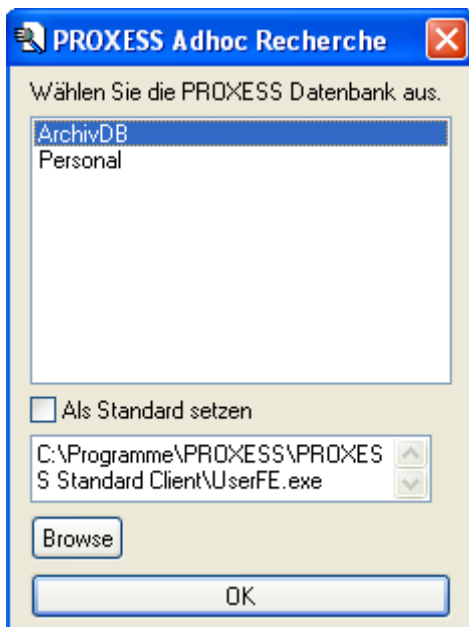 PROXESS Adhoc Recherche
Wählen Sie die PROXESS Datenbank aus.
ArchivDB
Personal
Als Standard setzen
C:\Programme\PROXESS\PROXES
S Standard Client\UserFE.exe
Browse
OK